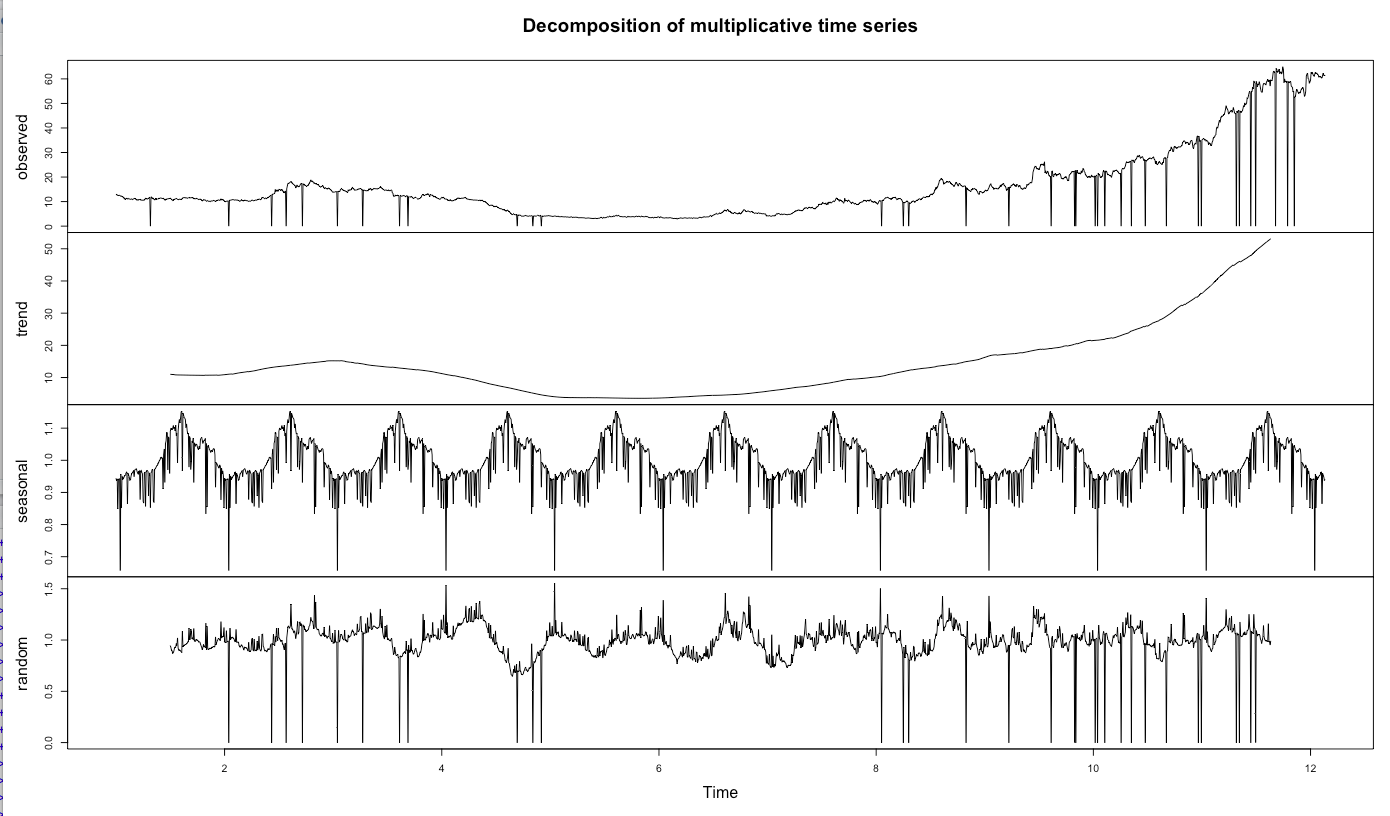 Decomposition of multiplicative time series
observed
0 10 20 30 40 50 60
trend
10 20 30 40 50
seasonal
0.7 0.8 0.9 1.0 1.1
random
0.0 0.5 1.0 1.5
2 4 6 8 10 12
Time